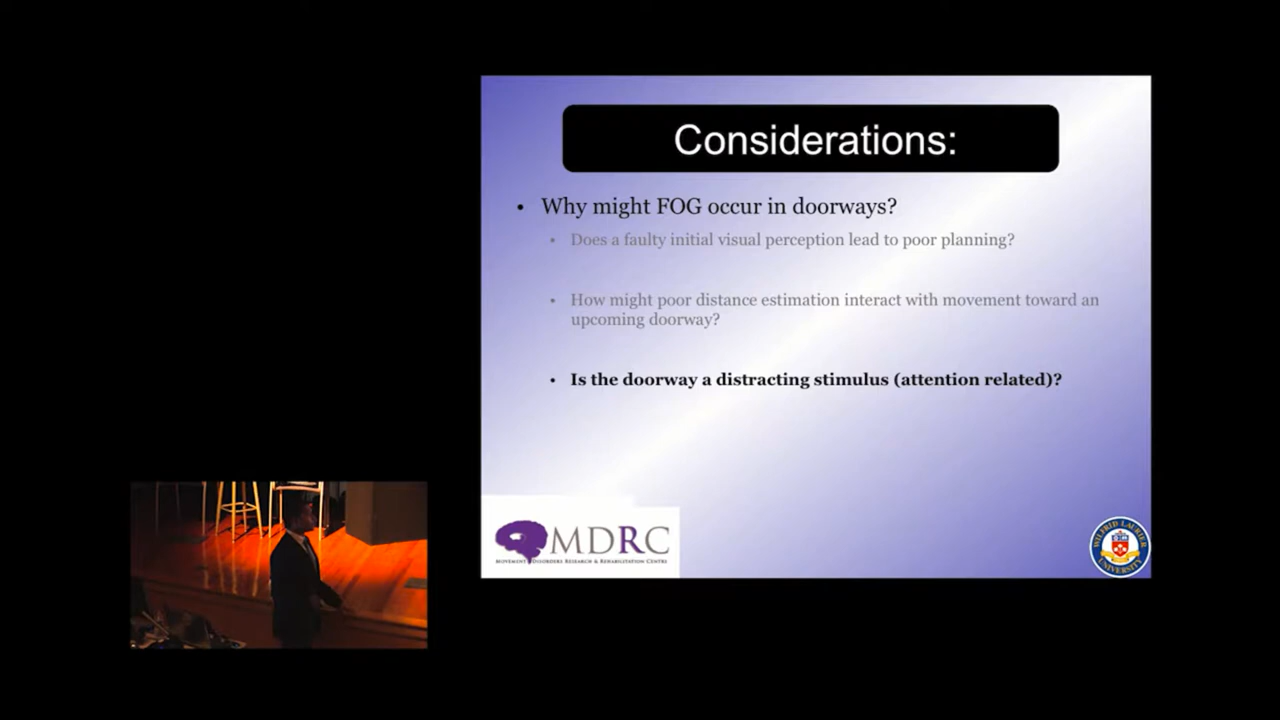 Considerations:
• Why might FOG occur in doorways?
• Does a faulty initial visual perception lead to poor planning?
• How might poor distance estimation interact with movement toward an
upcoming doorway?
• Is the doorway a distracting stimulus (attention related)?
MDRC
Movement Disorders Research & Rehabilitation Centre
WILFRID LAURIER
UNIVERSITY